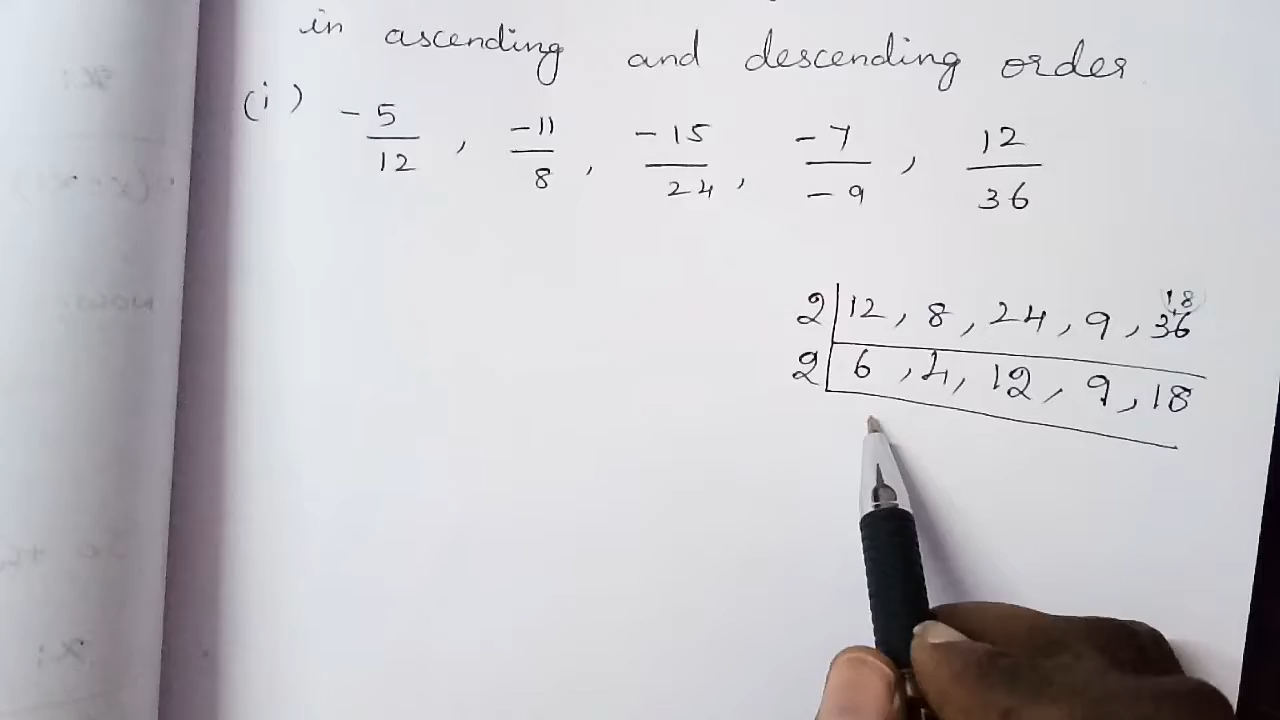 in ascending and descending order
(i) -5/12 , -11/8 , -15/24 , -7/-9 , 12/36
18
2 | 12 , 8 , 24 , 9 , 36
2 | 6 , 4 , 12 , 9 , 18